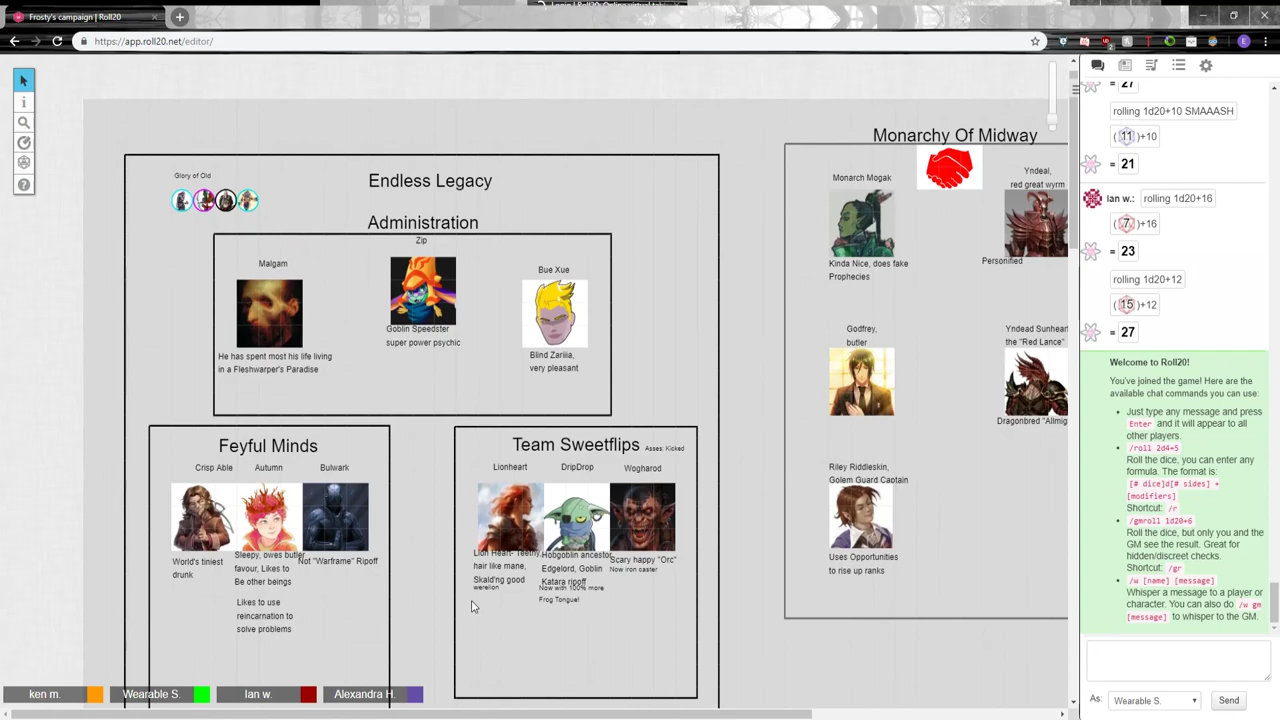 Frosty's campaign | Roll20
https://app.roll20.net/editor/
Glory of Old
Endless Legacy
Administration
Malgam
Zip
Bue Xue
He has spent most his life living
in a Fleshwarper's Paradise
Goblin Speedster
super power psychic
Blind Zariiia,
very pleasant
Feyful Minds
Crisp Able
Autumn
Bulwark
World's tiniest
drunk
Sleepy, owes butler
favour, Likes to
Be other beings
Likes to use
reincarnation to
solve problems
Not "Warframe" Ripoff
Team Sweetflips
Asses: Kicked
Lionheart
DripDrop
Wogharod
Lion Heart- Teethy,
hair like mane,
Skald'ng good
werelion
Hobgoblin ancestor,
Edgelord, Goblin
Katara ripoff
Now with 100% more
Frog Tongue!
Scary happy "Orc"
Now iron caster
Monarchy Of Midway
Monarch Mogak
Kinda Nice, does fake
Prophecies
Yndeal,
red great wyrm
Personified
Godfrey,
butler
Yndead Sunheart
the "Red Lance"
Dragonbred "Allmig
Riley Riddleskin,
Golem Guard Captain
Uses Opportunities
to rise up ranks
ken m.
Wearable S.
Ian w.
Alexandra H.
= 27
rolling 1d20+10 SMAAASH
(11)+10
= 21
Ian w.: rolling 1d20+16
(7)+16
= 23
rolling 1d20+12
(15)+12
= 27
Welcome to Roll20!
You've joined the game! Here are the
available chat commands you can use:
Just type any message and press
Enter and it will appear to all
other players.
/roll 2d4+5
Roll the dice, you can enter any
formula. The format is:
[# dice]d[# sides] +
[modifiers]
Shortcut: /r
/gmroll 1d20+6
Roll the dice, but only you and the
GM see the result. Great for
hidden/discreet checks.
Shortcut: /gr
/w [name] [message]
Whisper a message to a player or
character. You can also do /w gm
[message] to whisper to the GM.
As: Wearable S. Send